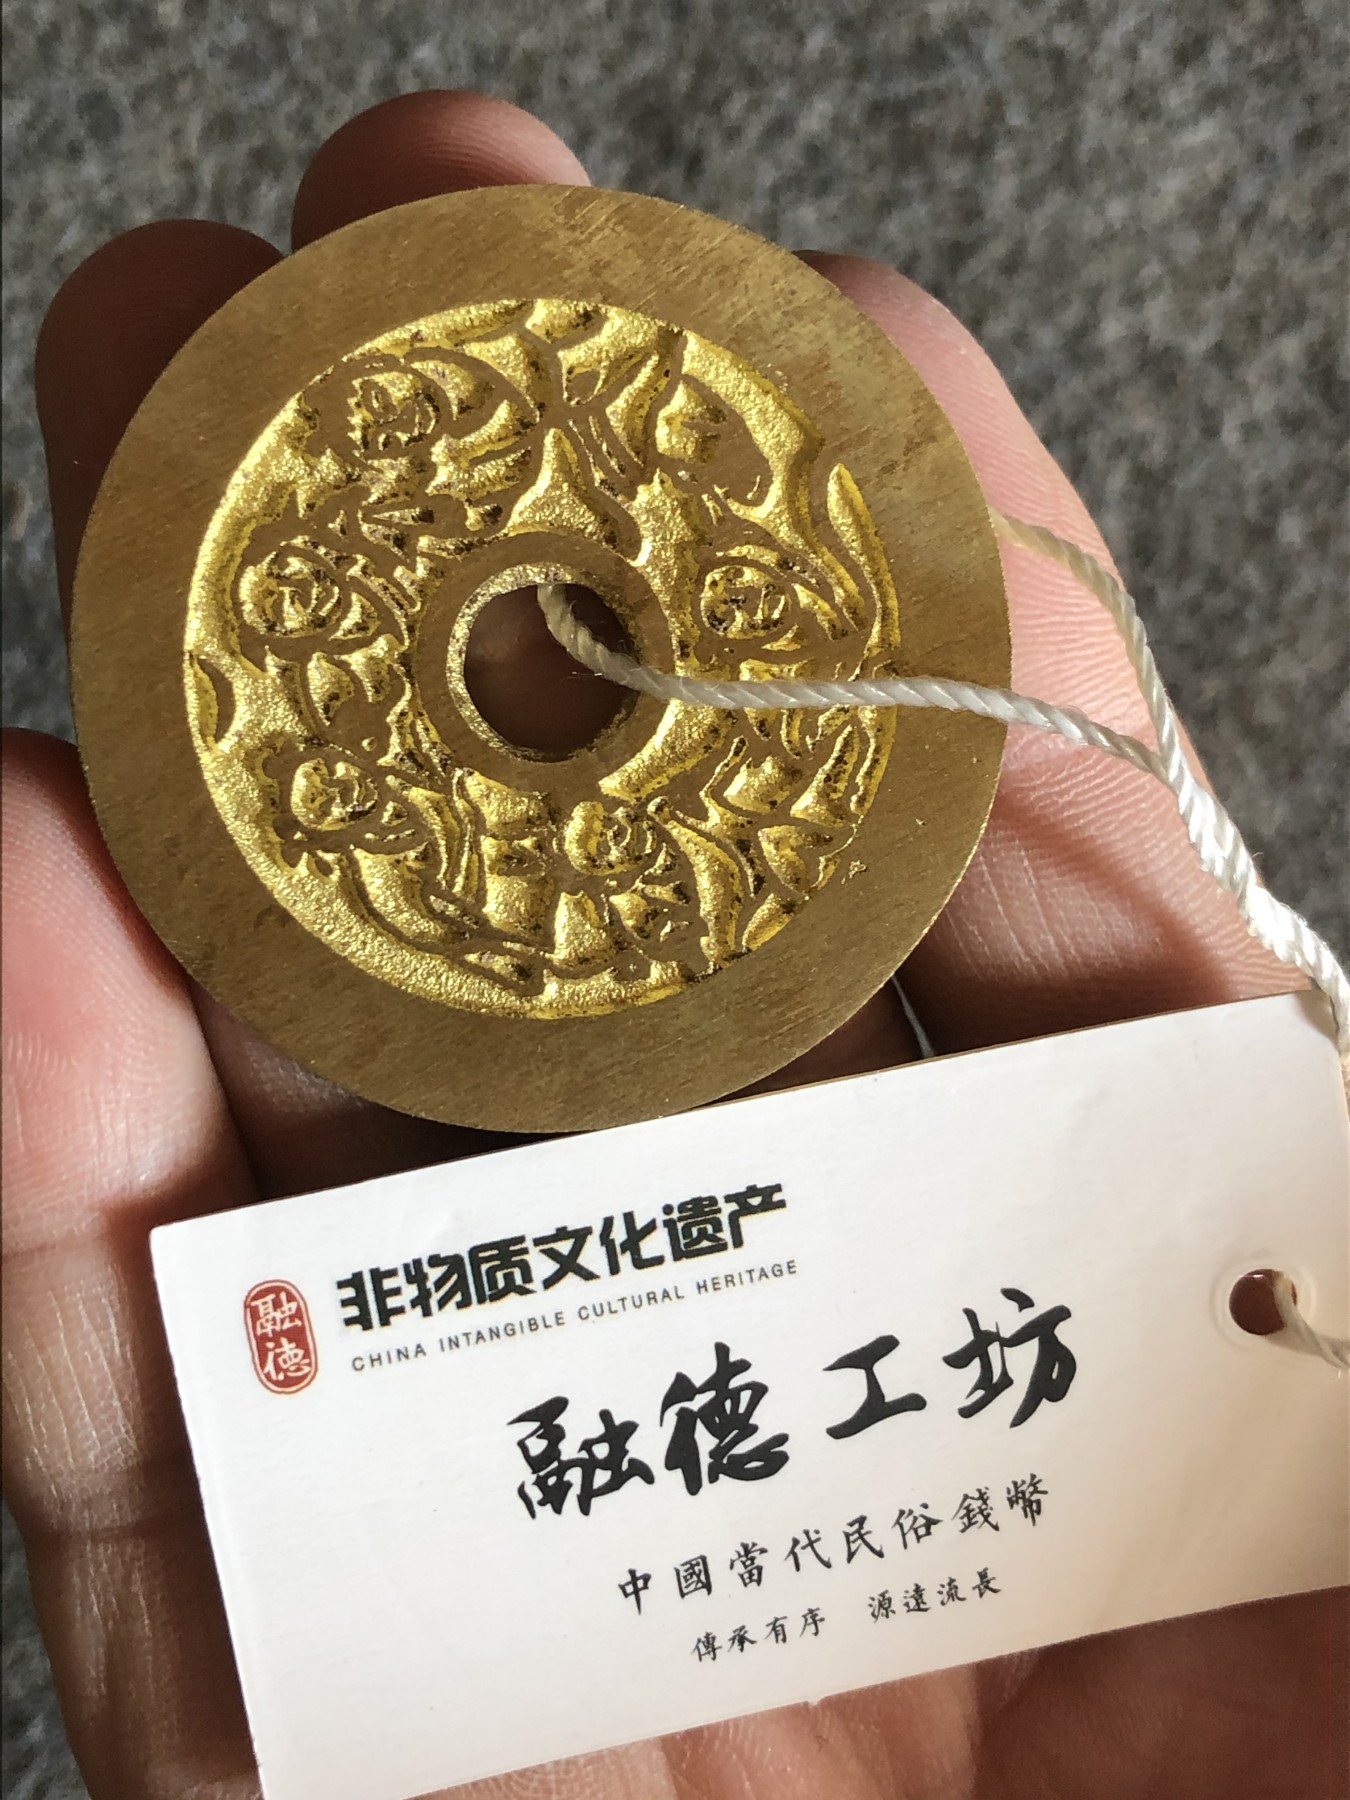 融德
非物质文化遗产
CHINA INTANGIBLE CULTURAL HERITAGE
融德工坊
中國當代民俗錢幣
傳承有序 源遠流長